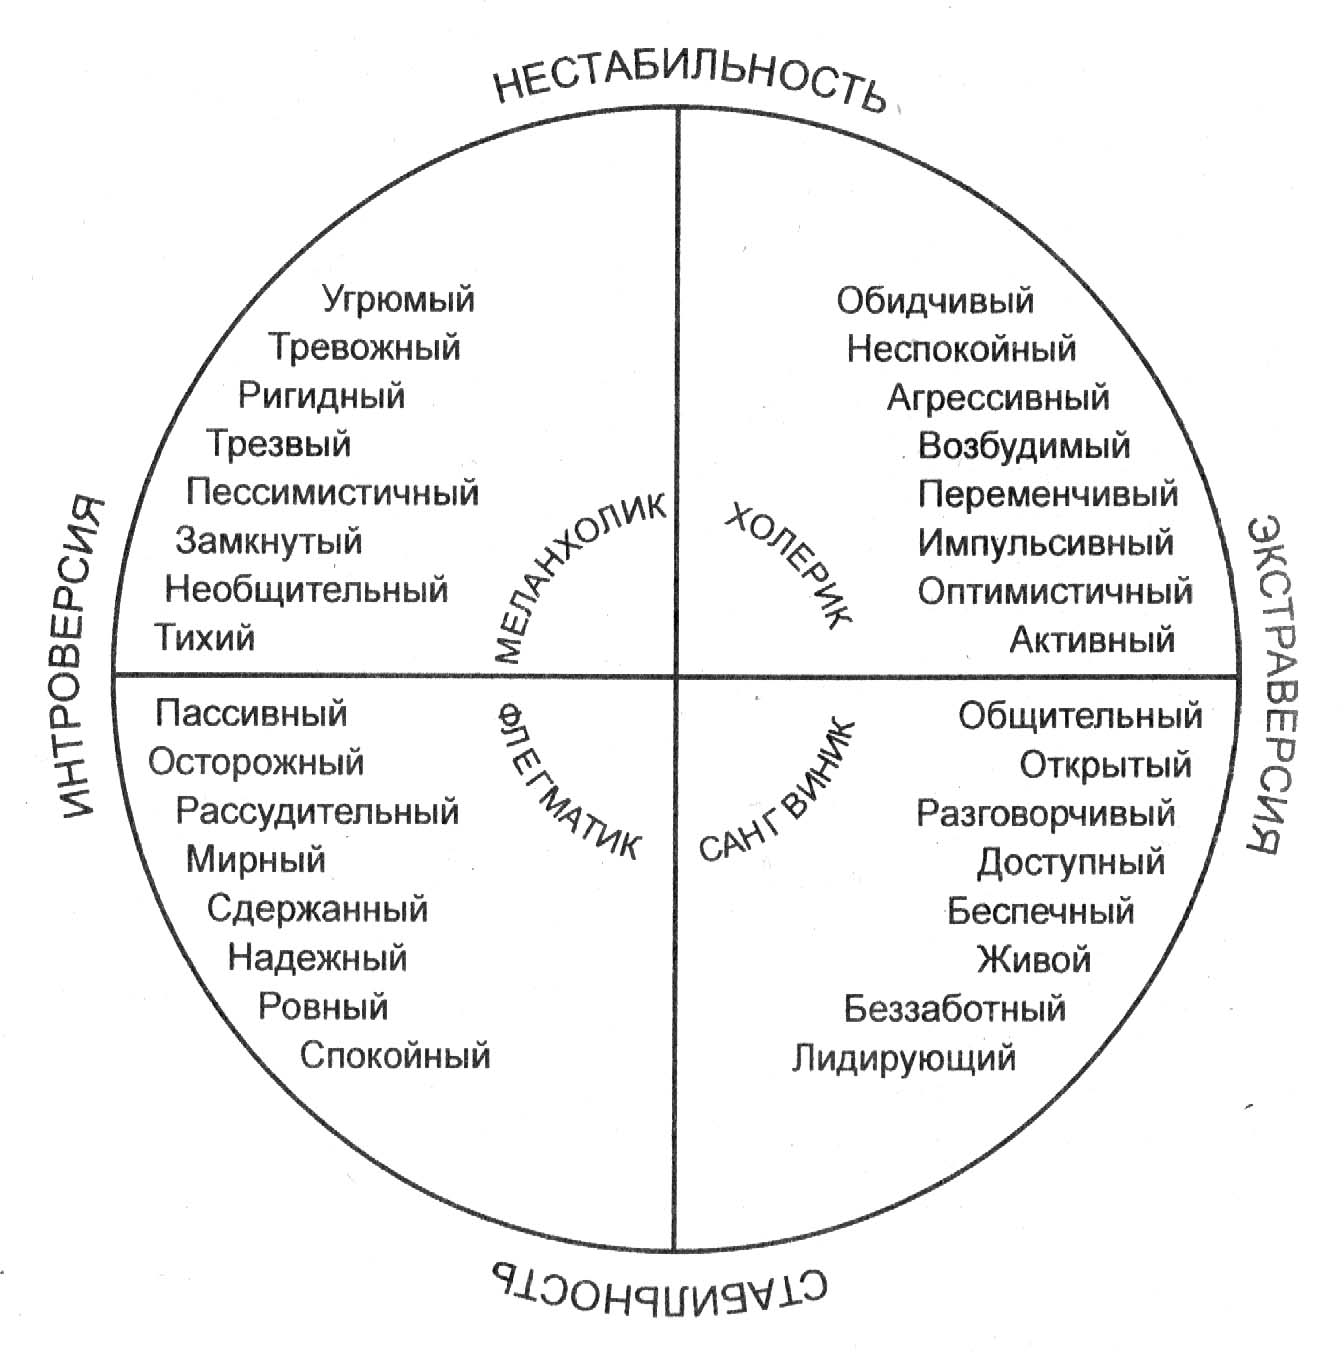 НЕСТАБИЛЬНОСТЬ
ИНТРОВЕРСИЯ
ЭКСТРАВЕРСИЯ
Угрюмый
Тревожный
Ригидный
Трезвый
Пессимистичный
Замкнутый
Необщительный
Тихий
МЕЛАНХОЛИК
Обидчивый
Неспокойный
Агрессивный
Возбудимый
Переменчивый
Импульсивный
Оптимистичный
Активный
ХОЛЕРИК
Пассивный
Осторожный
Рассудительный
Мирный
Сдержанный
Надежный
Ровный
Спокойный
ФЛЕГМАТИК
Общительный
Открытый
Разговорчивый
Доступный
Беспечный
Живой
Беззаботный
Лидирующий
САНГВИНИК
СТАБИЛЬНОСТЬ